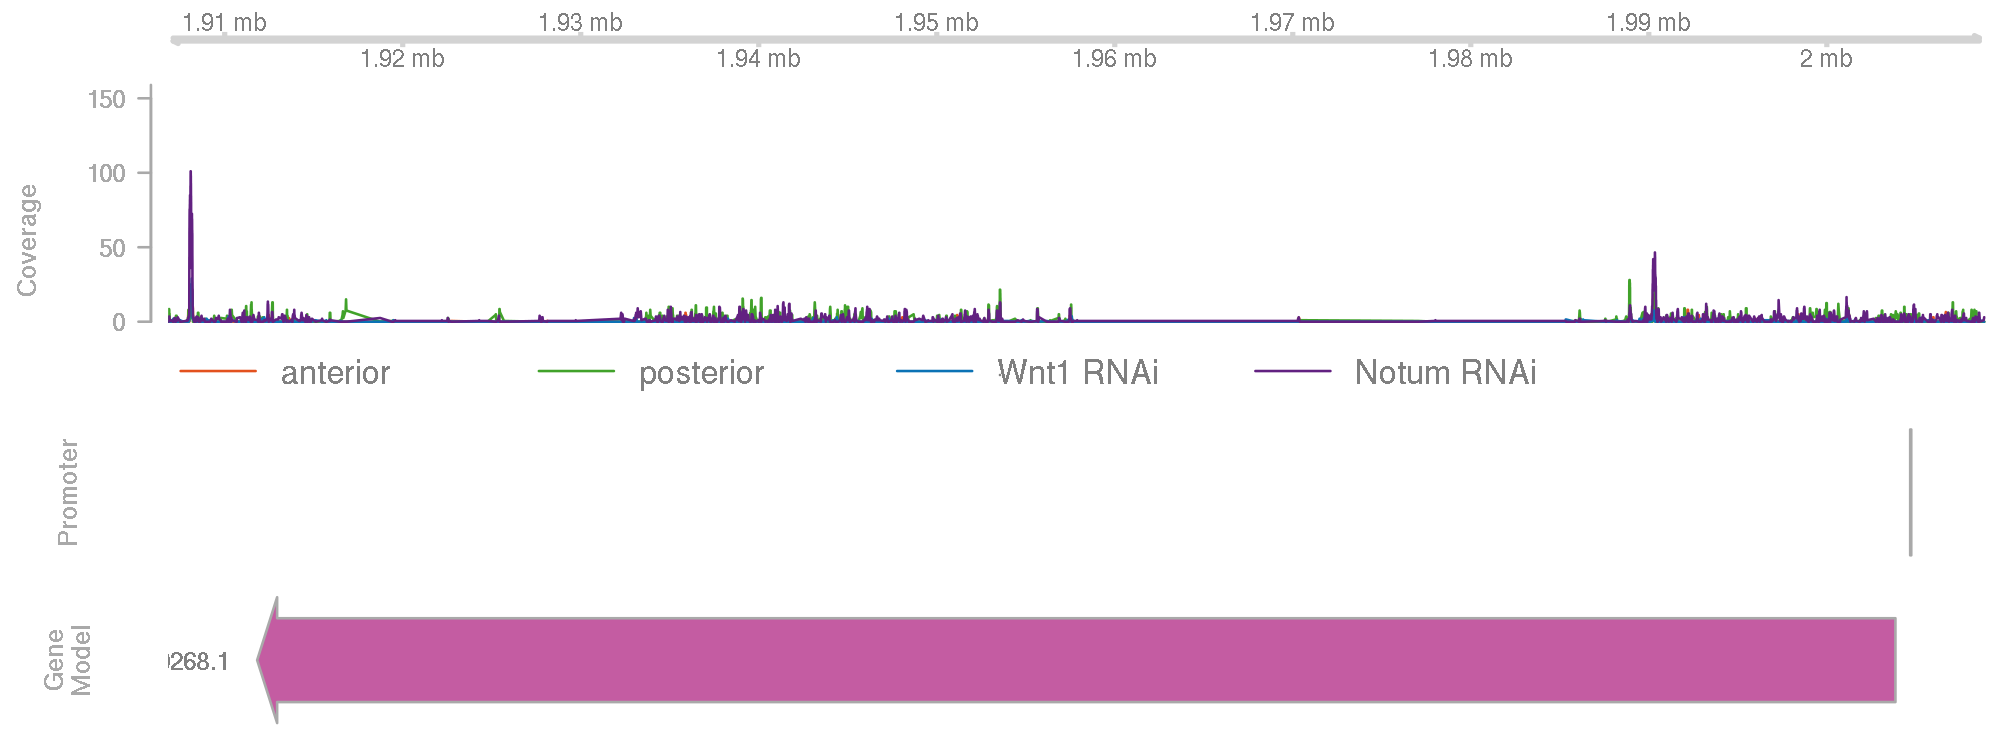 1.91 mb 1.93 mb 1.95 mb 1.97 mb 1.99 mb
1.92 mb 1.94 mb 1.96 mb 1.98 mb 2 mb
150
100
50
0
Coverage
anterior posterior Wnt1 RNAi Notum RNAi
Promoter
Gene
Model
268.1